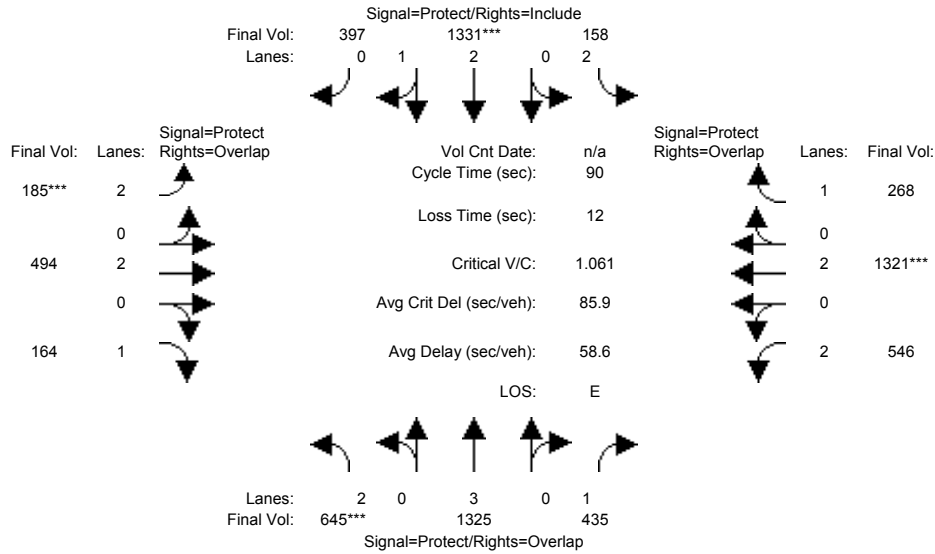 Signal=Protect/Rights=Include
Final Vol: 397 1331*** 158
Lanes: 0 1 2 0 2
Signal=Protect
Final Vol: Lanes: Rights=Overlap
Vol Cnt Date: n/a
Signal=Protect
Rights=Overlap Lanes: Final Vol:
Cycle Time (sec): 90
185*** 2
1 268
Loss Time (sec): 12
0
0
494 2
Critical V/C: 1.061
2 1321***
0
Avg Crit Del (sec/veh): 85.9
0
164 1
Avg Delay (sec/veh): 58.6
2 546
LOS: E
Lanes: 2 0 3 0 1
Final Vol: 645*** 1325 435
Signal=Protect/Rights=Overlap